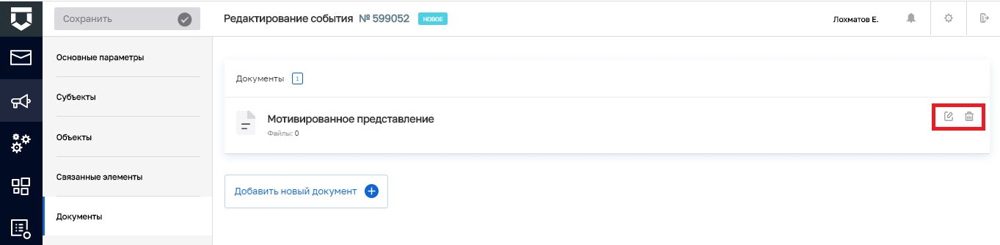 Сохранить
Редактирование события № 599052 НОВОЕ
Лохматов Е.
Основные параметры
Субъекты
Объекты
Связанные элементы
Документы
Документы 1
Мотивированное представление
Файлы: 0
Добавить новый документ